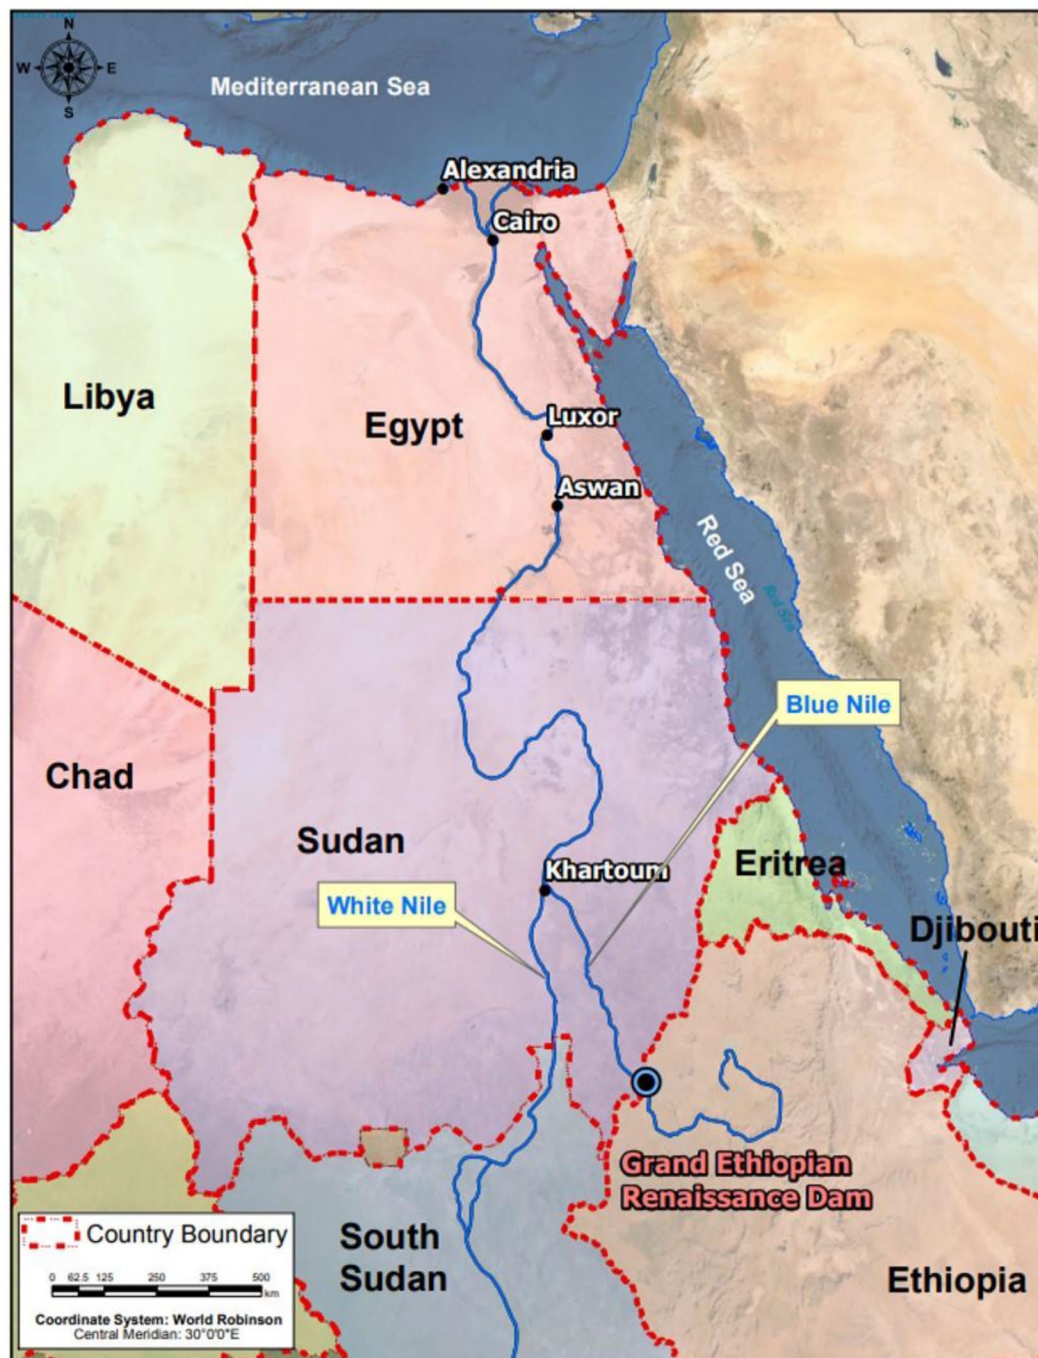 N
W E
S
Mediterranean Sea
Alexandria
Cairo
Libya
Egypt
Luxor
Aswan
Red Sea
Red Sea
Blue Nile
Chad
Sudan
Khartoum
Eritrea
White Nile
Djibouti
Grand Ethiopian
Renaissance Dam
South
Sudan
Ethiopia
Country Boundary
0 62.5 125 250 375 500
km
Coordinate System: World Robinson
Central Meridian: 30°0'0"E